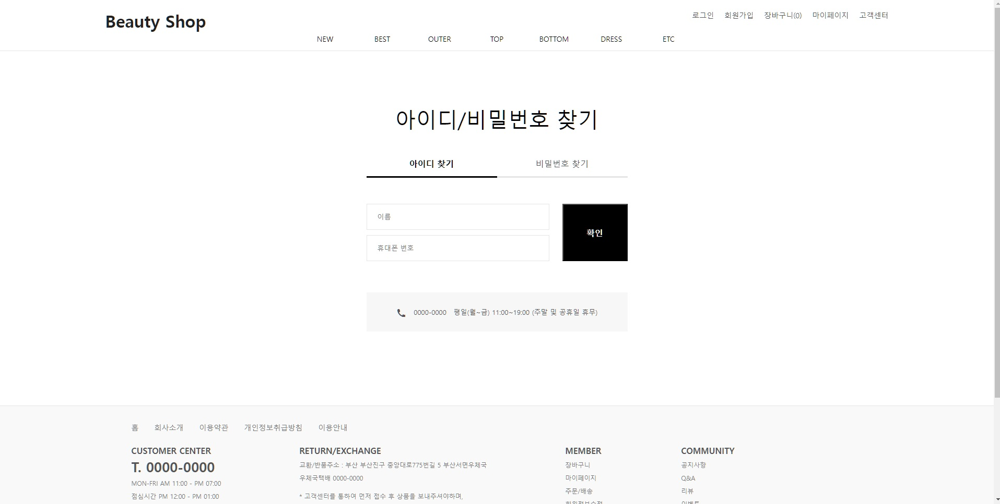 Beauty Shop
로그인 회원가입 장바구니(0) 마이페이지 고객센터
NEW BEST OUTER TOP BOTTOM DRESS ETC
아이디/비밀번호 찾기
아이디 찾기 비밀번호 찾기
이름
확인
휴대폰 번호
0000-0000 평일(월~금) 11:00~19:00 (주말 및 공휴일 휴무)
홈 회사소개 이용약관 개인정보취급방침 이용안내
CUSTOMER CENTER
T. 0000-0000
MON-FRI AM 11:00 - PM 07:00
점심시간 PM 12:00 - PM 01:00
RETURN/EXCHANGE
교환/반품주소 : 부산 부산진구 중앙대로775번길 5 부산서면우체국
우체국택배 0000-0000
* 고객센터를 통하여 먼저 접수 후 상품을 보내주셔야하며,
MEMBER
장바구니
마이페이지
주문/배송
회원정보수정
COMMUNITY
공지사항
Q&A
리뷰
이벤트